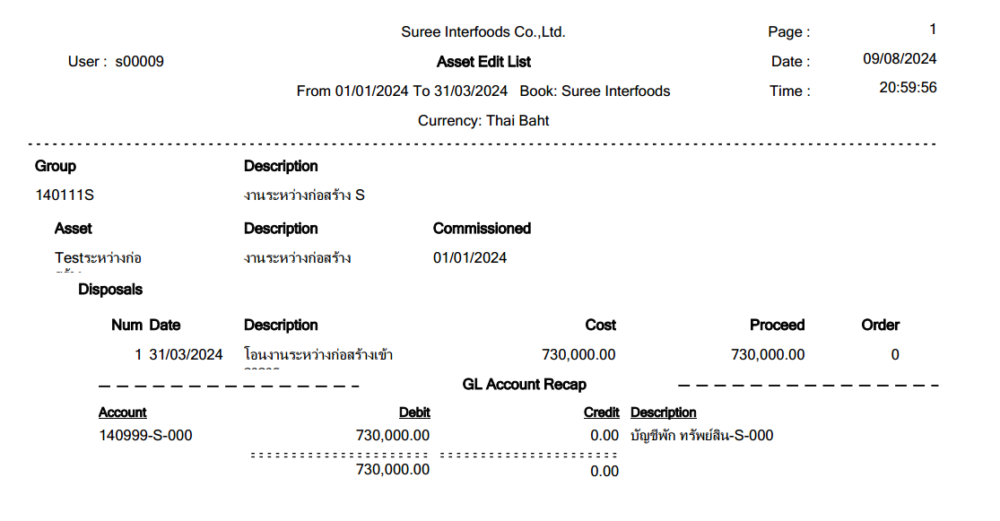 Suree Interfoods Co.,Ltd. Page : 1
User : s00009 Asset Edit List Date : 09/08/2024
From 01/01/2024 To 31/03/2024 Book: Suree Interfoods Time : 20:59:56
Currency: Thai Baht
Group Description
140111S งานระหว่างก่อสร้าง S
Asset Description Commissioned
Testระหว่างก่อ งานระหว่างก่อสร้าง 01/01/2024
Disposals
Num Date Description Cost Proceed Order
1 31/03/2024 โอนงานระหว่างก่อสร้างเข้า 730,000.00 730,000.00 0
GL Account Recap
Account Debit Credit Description
140999-S-000 730,000.00 0.00 บัญชีพัก ทรัพย์สิน-S-000
730,000.00 0.00